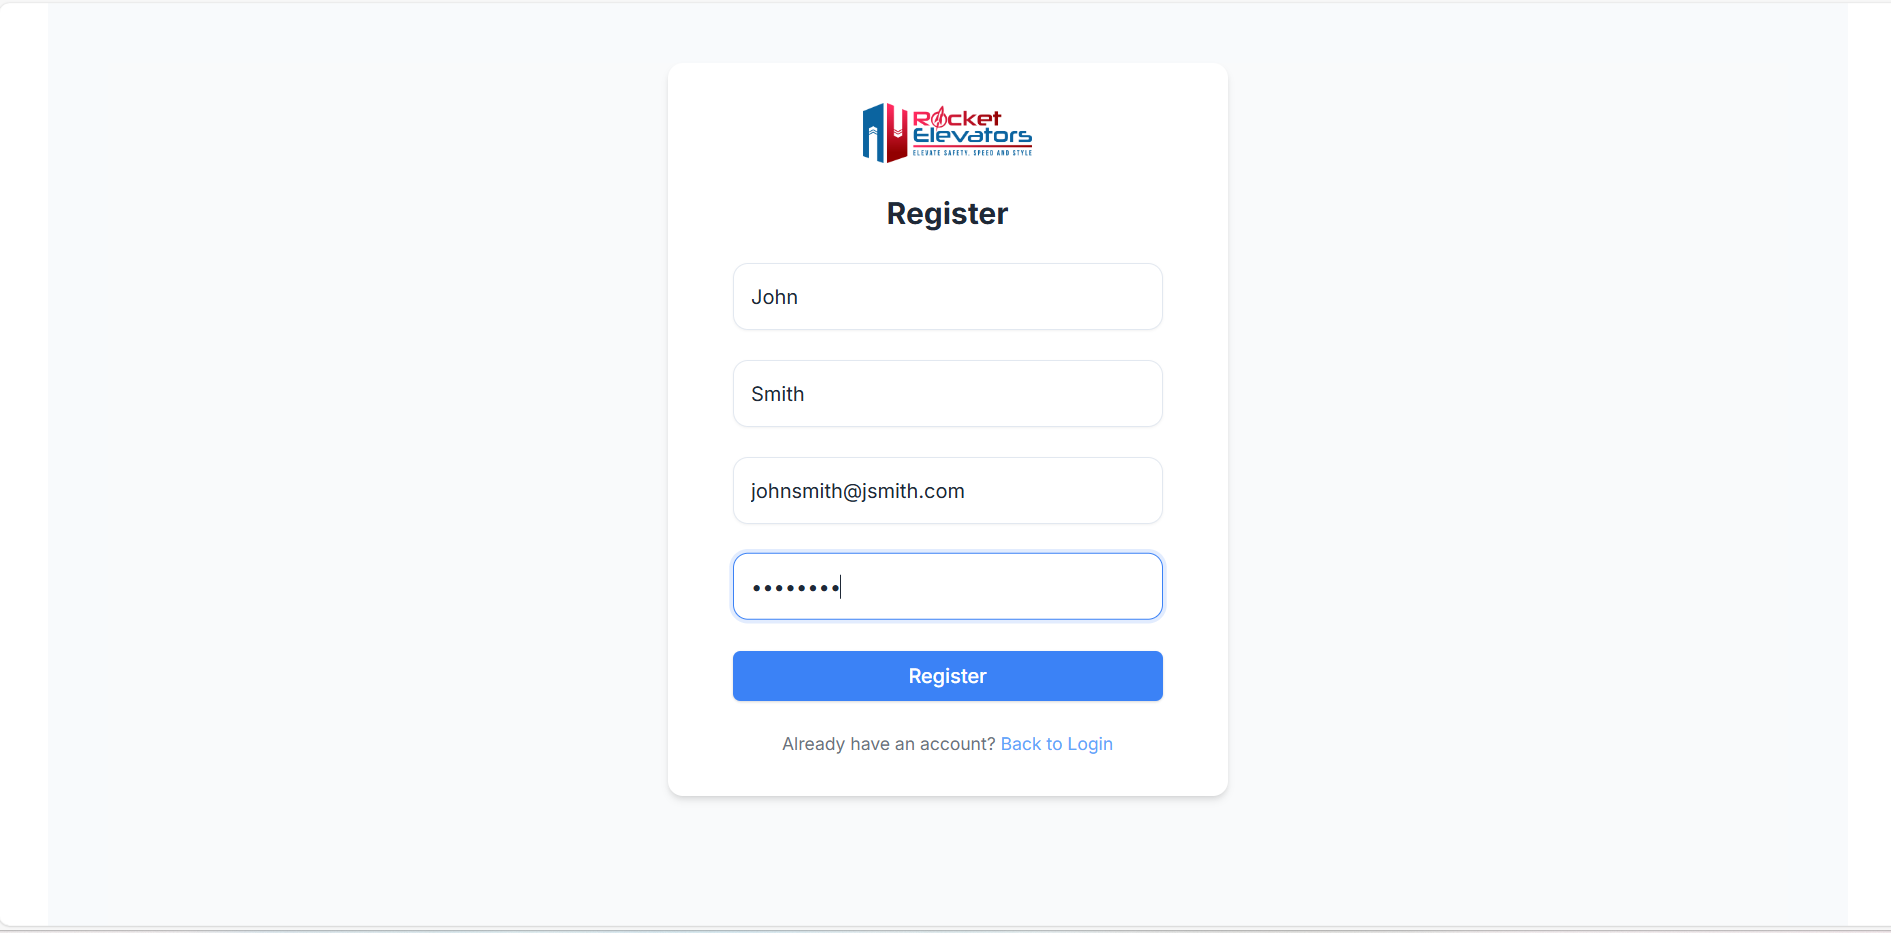 Rocket
Elevators
ELEVATE SAFETY, SPEED AND STYLE
Register
John
Smith
johnsmith@jsmith.com
••••••••
Register
Already have an account? Back to Login